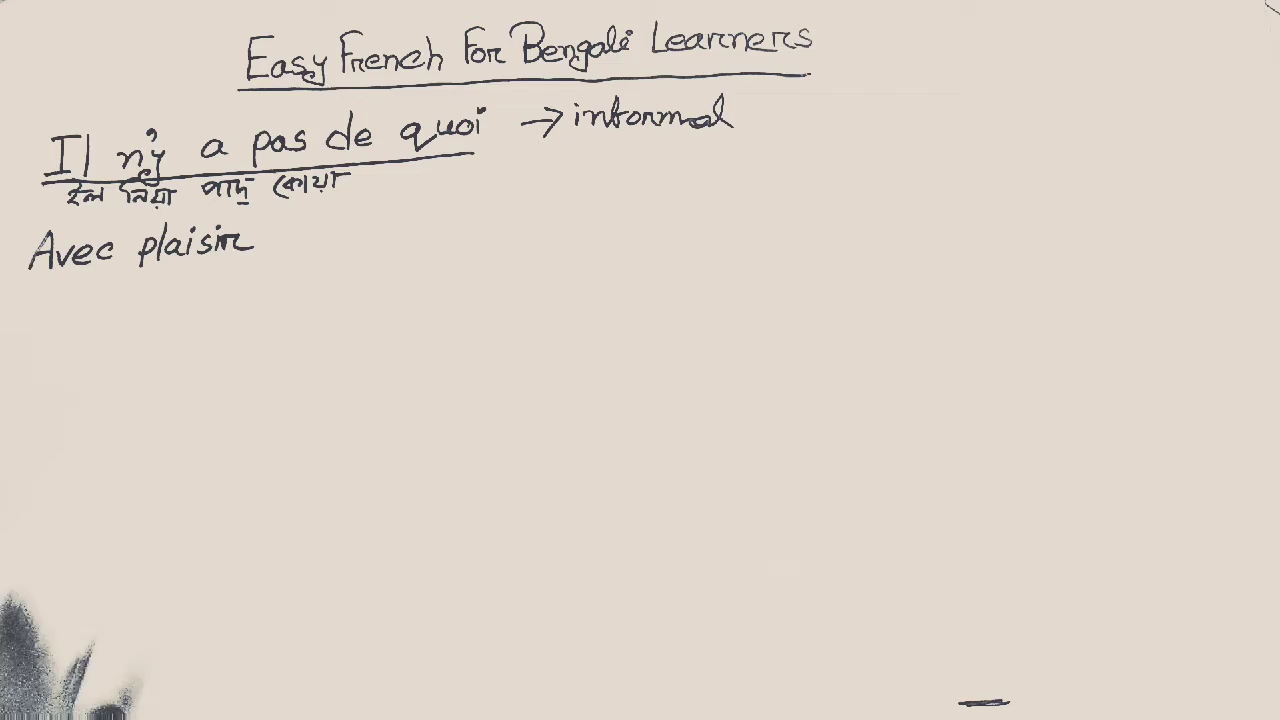 Easy French For Bengali Learners
Il n'y a pas de quoi → informal
ইল নিয়া পাদ্ কোয়া
Avec plaisir